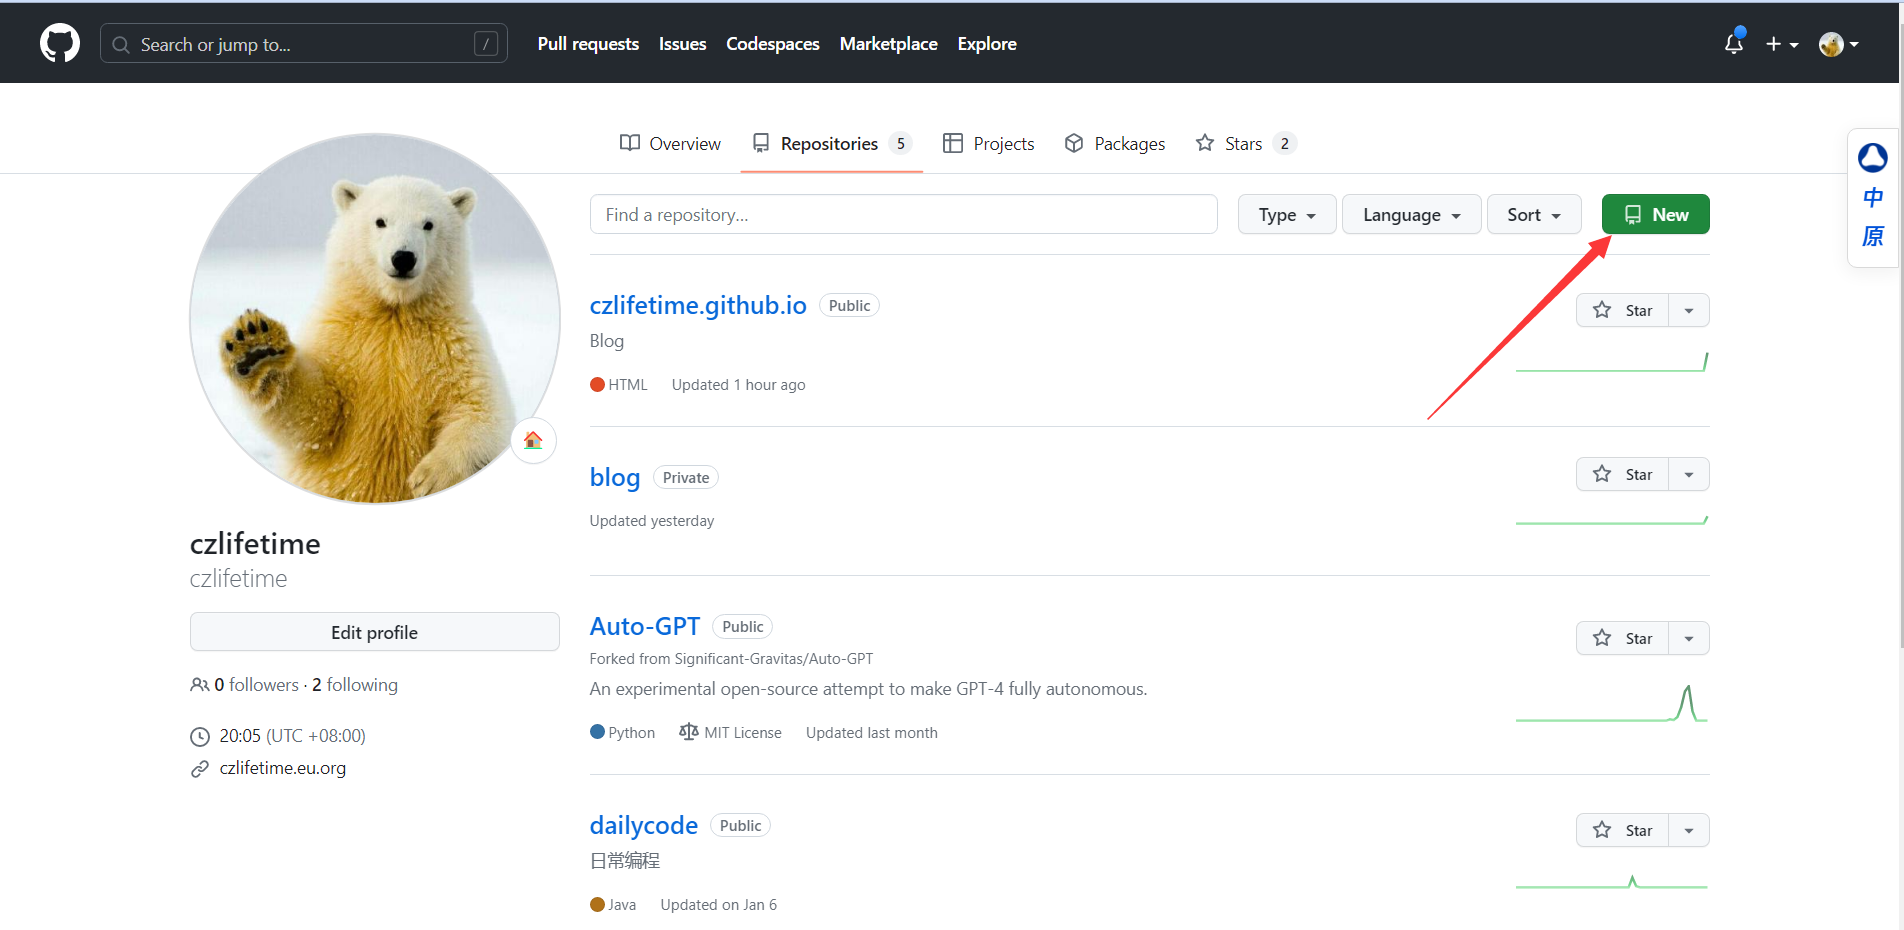 Search or jump to... /
Pull requests Issues Codespaces Marketplace Explore
Overview Repositories 5 Projects Packages Stars 2
Find a repository... Type Language Sort New
中
原
czlifetime.github.io Public
Star
Blog
HTML Updated 1 hour ago
blog Private
Star
Updated yesterday
czlifetime
czlifetime
Edit profile
0 followers · 2 following
20:05 (UTC +08:00)
czlifetime.eu.org
Auto-GPT Public
Star
Forked from Significant-Gravitas/Auto-GPT
An experimental open-source attempt to make GPT-4 fully autonomous.
Python MIT License Updated last month
dailycode Public
Star
日常编程
Java Updated on Jan 6